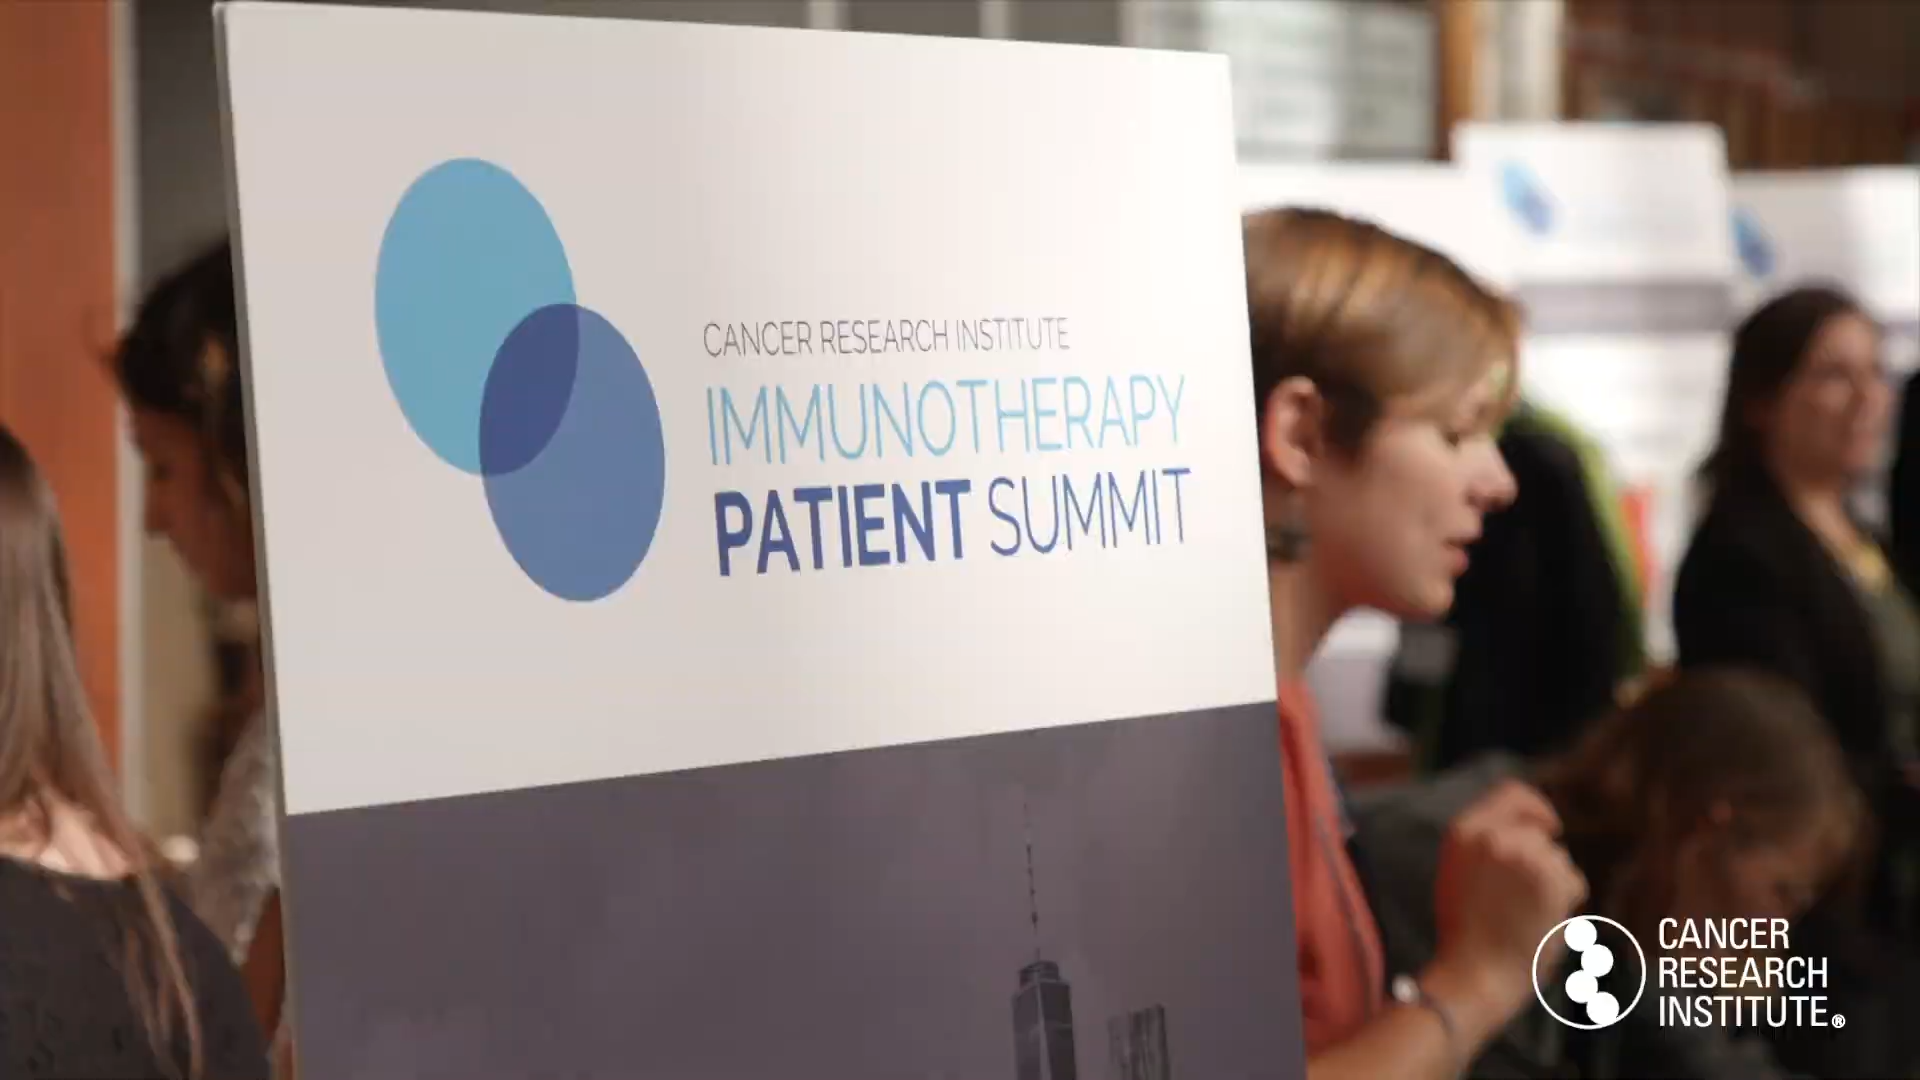 CANCER RESEARCH INSTITUTE
IMMUNOTHERAPY
PATIENT SUMMIT
CANCER
RESEARCH
INSTITUTE®